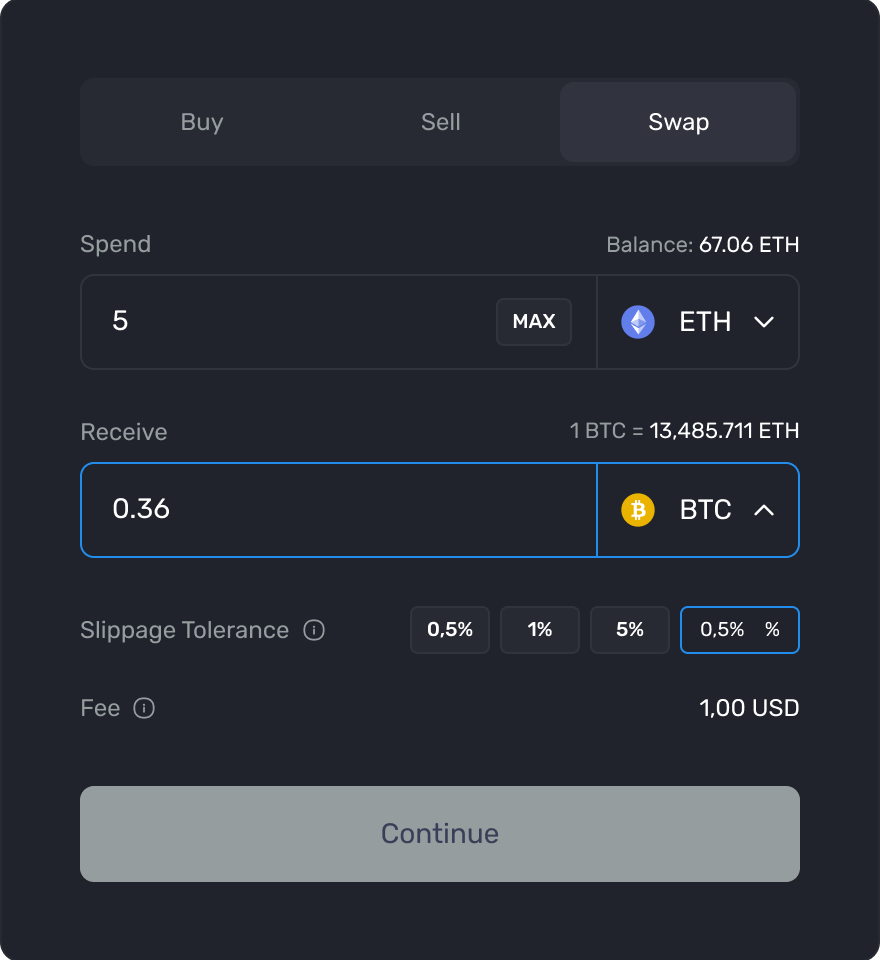 Buy Sell Swap
Spend Balance: 67.06 ETH
5 MAX ETH
Receive 1 BTC = 13,485.711 ETH
0.36 BTC
Slippage Tolerance 0,5% 1% 5% 0,5% %
Fee 1,00 USD
Continue